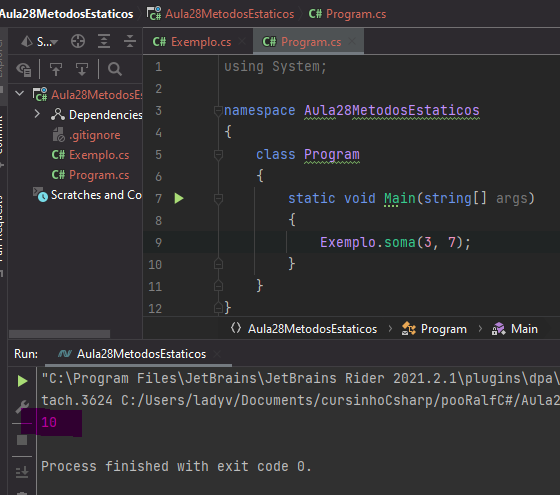 Aula28MetodosEstaticos
Aula28MetodosEstaticos
Program.cs
S...
Exemplo.cs
Program.cs
Aula28MetodosEs
Dependencies
.gitignore
Exemplo.cs
Program.cs
Scratches and Co
1 using System;
2
3 namespace Aula28MetodosEstaticos
4 {
5 class Program
6 {
7 static void Main(string[] args)
8 {
9 Exemplo.soma(3, 7);
10 }
11 }
12 }
Aula28MetodosEstaticos
Program
Main
Run: Aula28MetodosEstaticos
"C:\Program Files\JetBrains\JetBrains Rider 2021.2.1\plugins\dpa\
tach.3624 C:/Users/ladyv/Documents/cursinhoCsharp/pooRalfC#/Aula2
10
Process finished with exit code 0.